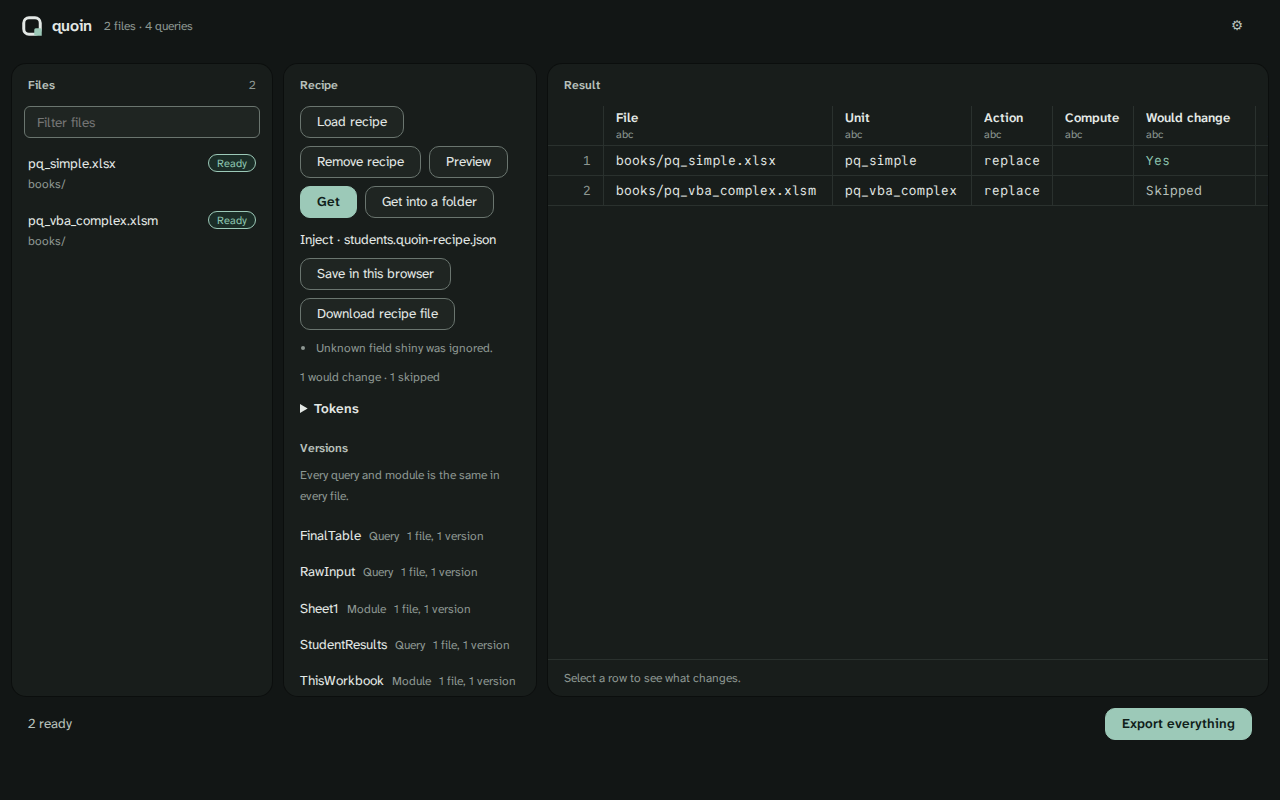 quoin 2 files · 4 queries ⚙
Files 2
Filter files
pq_simple.xlsx Ready
books/
pq_vba_complex.xlsm Ready
books/
Recipe
Load recipe
Remove recipe Preview
Get Get into a folder
Inject · students.quoin-recipe.json
Save in this browser
Download recipe file
• Unknown field shiny was ignored.
1 would change · 1 skipped
▶ Tokens
Versions
Every query and module is the same in
every file.
FinalTable Query 1 file, 1 version
RawInput Query 1 file, 1 version
Sheet1 Module 1 file, 1 version
StudentResults Query 1 file, 1 version
ThisWorkbook Module 1 file, 1 version
Result
File Unit Action Compute Would change
abc abc abc abc abc
1 books/pq_simple.xlsx pq_simple replace Yes
2 books/pq_vba_complex.xlsm pq_vba_complex replace Skipped
Select a row to see what changes.
2 ready Export everything